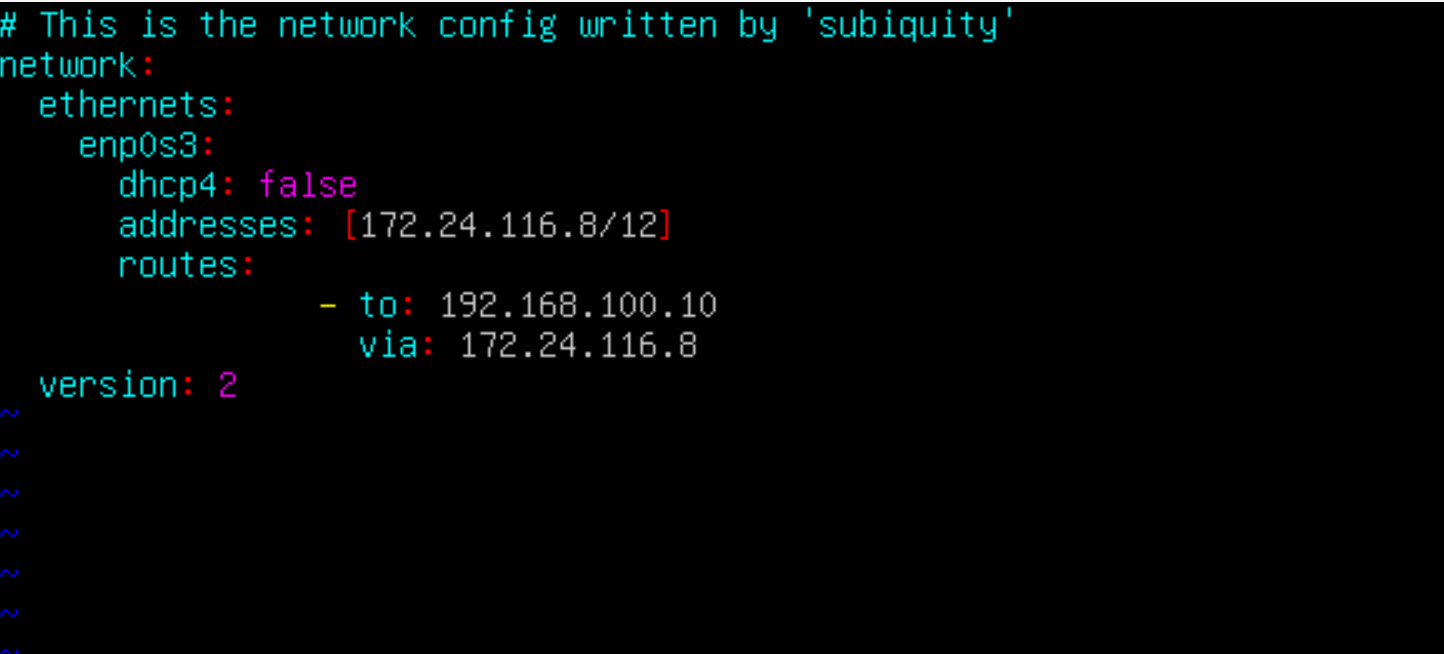 # This is the network config written by 'subiquity'
network:
  ethernets:
    enp0s3:
      dhcp4: false
      addresses: [172.24.116.8/12]
      routes:
                - to: 192.168.100.10
                  via: 172.24.116.8
  version: 2
~
~
~
~
~
~
~